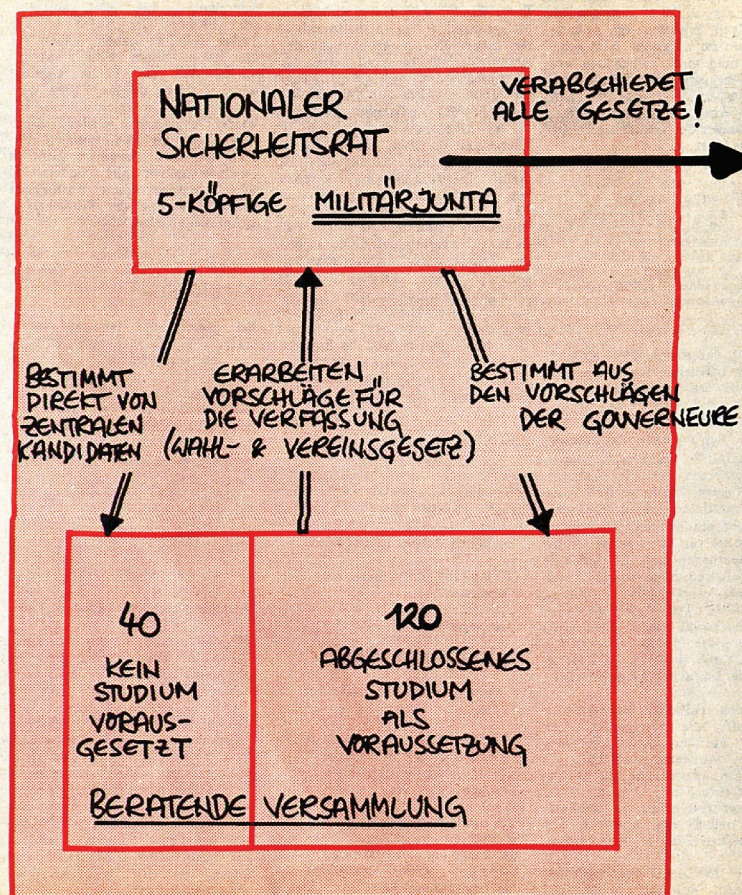 NATIONALER
SICHERHEITSRAT
5-KÖPFIGE MILITÄRJUNTA
VERABSCHIEDET
ALLE GESETZE!
BESTIMMT
DIREKT VON
ZENTRALEN
KANDIDATEN
ERARBEITEN
VORSCHLÄGE FÜR
DIE VERFASSUNG
(WAHL- & VEREINSGESETZ)
BESTIMMT AUS
DEN VORSCHLÄGEN
DER GOUVERNEURE
40
KEIN
STUDIUM
VORAUS-
GESETZT
120
ABGESCHLOSSENES
STUDIUM
ALS
VORAUSSETZUNG
BERATENDE VERSAMMLUNG